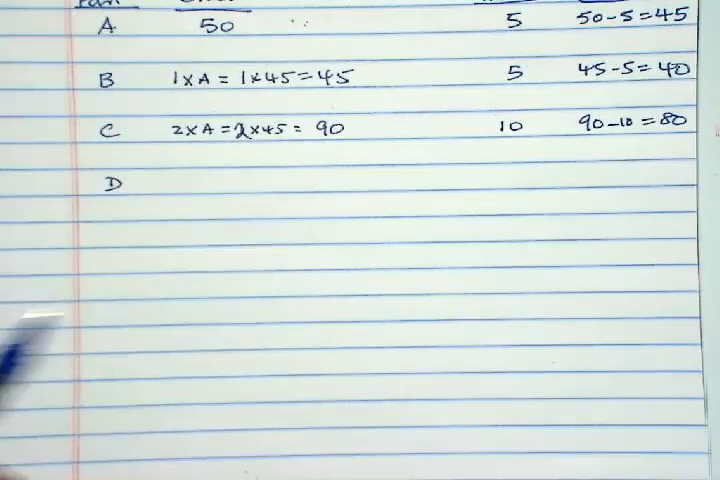 A 50 5 50-5=45
B 1xA = 1x45=45 5 45-5=40
C 2xA=2x45= 90 10 90-10=80
D